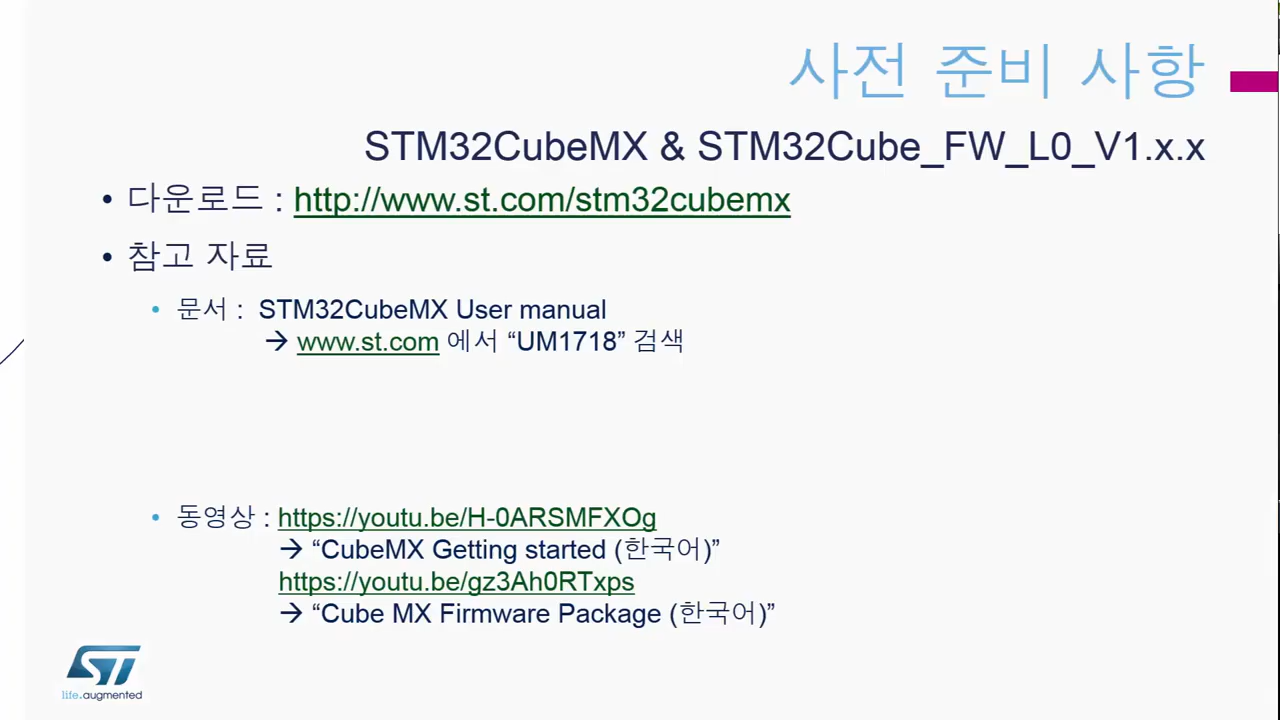 사전 준비 사항
STM32CubeMX & STM32Cube_FW_L0_V1.x.x
• 다운로드 : http://www.st.com/stm32cubemx
• 참고 자료
• 문서 : STM32CubeMX User manual
→ www.st.com 에서 “UM1718” 검색
• 동영상 : https://youtu.be/H-0ARSMFXOg
→ “CubeMX Getting started (한국어)”
https://youtu.be/gz3Ah0RTxps
→ “Cube MX Firmware Package (한국어)”
ST
life.augmented